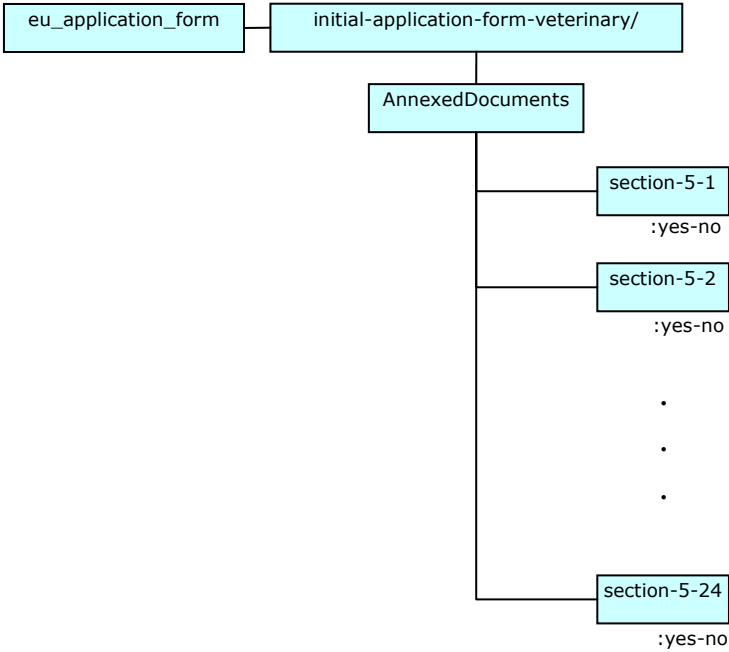 eu_application_form
initial-application-form-veterinary/
AnnexedDocuments
section-5-1
:yes-no
section-5-2
:yes-no
.
.
.
section-5-24
:yes-no